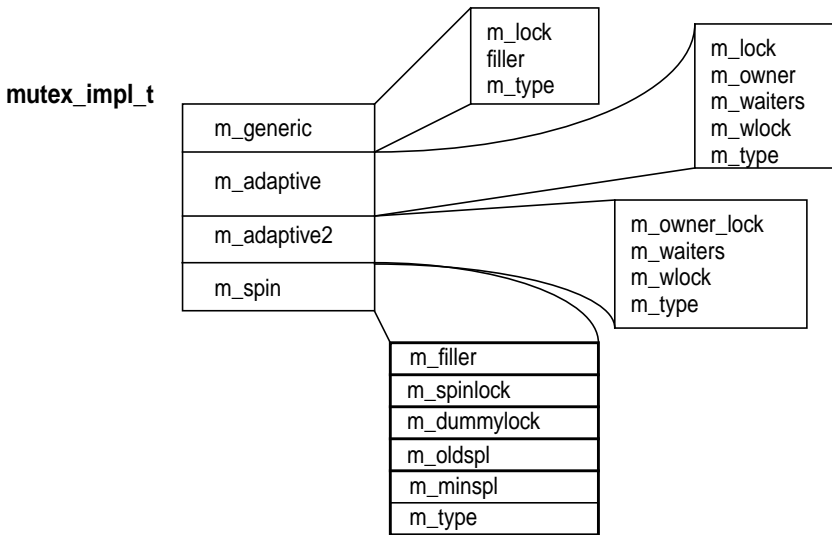 mutex_impl_t
m_generic
m_adaptive
m_adaptive2
m_spin
m_lock
filler
m_type
m_lock
m_owner
m_waiters
m_wlock
m_type
m_owner_lock
m_waiters
m_wlock
m_type
m_filler
m_spinlock
m_dummylock
m_oldspl
m_minspl
m_type